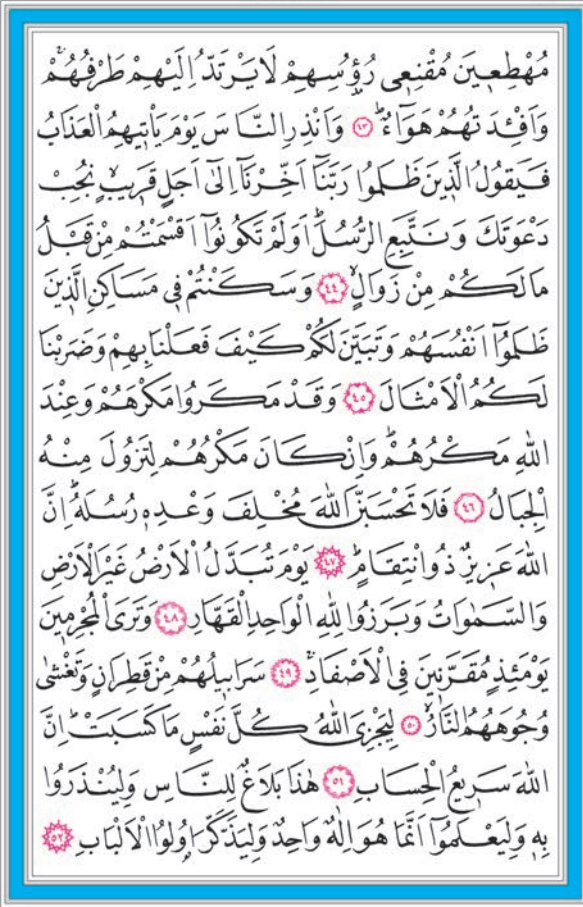 مُهْطِع۪ينَ مُقْنِع۪ي رُؤُ۫سِهِمْ لَا يَرْتَدُّ اِلَيْهِمْ طَرْفُهُمْۚ
وَاَفْـِٔدَتُهُمْ هَوَٓاءٌۜ ﴿٤٣﴾ وَاَنْذِرِ النَّاسَ يَوْمَ يَأْت۪يهِمُ الْعَذَابُ
فَيَقُولُ الَّذ۪ينَ ظَلَمُوا رَبَّنَٓا اَخِّرْنَٓا اِلٰٓى اَجَلٍ قَر۪يبٍۙ نُجِبْ
دَعْوَتَكَ وَنَتَّبِعِ الرُّسُلَۜ اَوَلَمْ تَكُونُٓوا اَقْسَمْتُمْ مِنْ قَبْلُ
مَا لَكُمْ مِنْ زَوَالٍۙ ﴿٤٤﴾ وَسَكَنْتُمْ ف۪ي مَسَاكِنِ الَّذ۪ينَ
ظَلَمُٓوا اَنْفُسَهُمْ وَتَبَيَّنَ لَكُمْ كَيْفَ فَعَلْنَا بِهِمْ وَضَرَبْنَا
لَكُمُ الْاَمْثَالَ ﴿٤٥﴾ وَقَدْ مَكَرُوا مَكْرَهُمْ وَعِنْدَ
اللّٰهِ مَكْرُهُمْۜ وَاِنْ كَانَ مَكْرُهُمْ لِتَزُولَ مِنْهُ
الْجِبَالُ ﴿٤٦﴾ فَلَا تَحْسَبَنَّ اللّٰهَ مُخْلِفَ وَعْدِه۪ رُسُلَهُۜ اِنَّ
اللّٰهَ عَز۪يزٌ ذُو انْتِقَامٍۜ ﴿٤٧﴾ يَوْمَ تُبَدَّلُ الْاَرْضُ غَيْرَ الْاَرْضِ
وَالسَّمٰوَاتُ وَبَرَزُوا لِلّٰهِ الْوَاحِدِ الْقَهَّارِ ﴿٤٨﴾ وَتَرَى الْمُجْرِم۪ينَ
يَوْمَئِذٍ مُقَرَّن۪ينَ فِي الْاَصْفَادِۚ ﴿٤٩﴾ سَرَاب۪يلُهُمْ مِنْ قَطِرَانٍ وَتَغْشٰى
وُجُوهَهُمُ النَّارُۙ ﴿٥٠﴾ لِيَجْزِيَ اللّٰهُ كُلَّ نَفْسٍ مَا كَسَبَتْۜ اِنَّ
اللّٰهَ سَر۪يعُ الْحِسَابِ ﴿٥١﴾ هٰذَا بَلَاغٌ لِلنَّاسِ وَلِيُنْذَرُوا
بِه۪ وَلِيَعْلَمُٓوا اَنَّمَا هُوَ اِلٰهٌ وَاحِدٌ وَلِيَذَّكَّرَ اُو۬لُوا الْاَلْبَابِ ﴿٥٢﴾